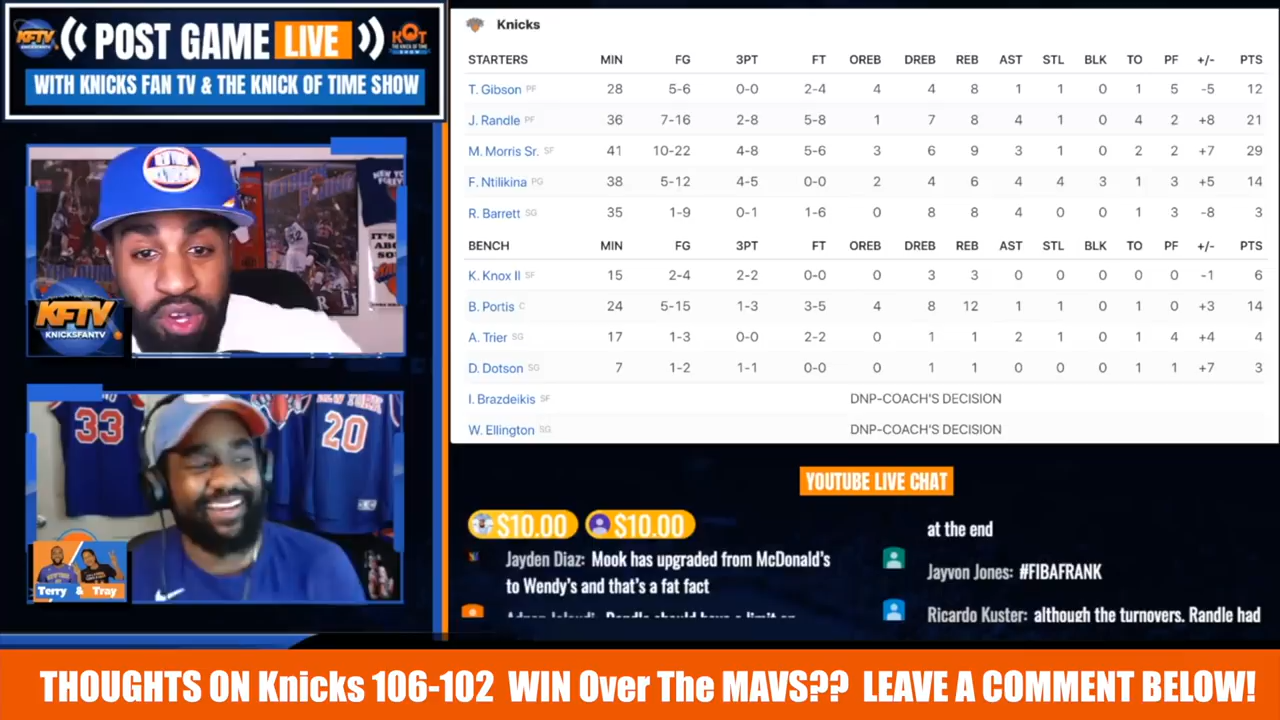 KFTV
POST GAME LIVE
KOT
WITH KNICKS FAN TV & THE KNICK OF TIME SHOW
KFTV
KNICKSFANTV
33
NEW YORK
20
Terry & Tray
Knicks
STARTERS MIN FG 3PT FT OREB DREB REB AST STL BLK TO PF +/- PTS
T. Gibson PF 28 5-6 0-0 2-4 4 4 8 1 1 0 1 5 -5 12
J. Randle PF 36 7-16 2-8 5-8 1 7 8 4 1 0 4 2 +8 21
M. Morris Sr. SF 41 10-22 4-8 5-6 3 6 9 3 1 0 2 2 +7 29
F. Ntilikina PG 38 5-12 4-5 0-0 2 4 6 4 4 3 1 3 +5 14
R. Barrett SG 35 1-9 0-1 1-6 0 8 8 4 0 0 1 3 -8 3
BENCH MIN FG 3PT FT OREB DREB REB AST STL BLK TO PF +/- PTS
K. Knox II SF 15 2-4 2-2 0-0 0 3 3 0 0 0 0 0 -1 6
B. Portis C 24 5-15 1-3 3-5 4 8 12 1 1 0 1 0 +3 14
A. Trier SG 17 1-3 0-0 2-2 0 1 1 2 1 0 1 4 +4 4
D. Dotson SG 7 1-2 1-1 0-0 0 1 1 0 0 0 1 1 +7 3
I. Brazdeikis SF DNP-COACH'S DECISION
W. Ellington SG DNP-COACH'S DECISION
YOUTUBE LIVE CHAT
$10.00 $10.00
Jayden Diaz: Mook has upgraded from McDonald's
to Wendy's and that's a fat fact
at the end
Jayvon Jones: #FIBAFRANK
Ricardo Kuster: although the turnovers. Randle had
THOUGHTS ON Knicks 106-102 WIN Over The MAVS?? LEAVE A COMMENT BELOW!